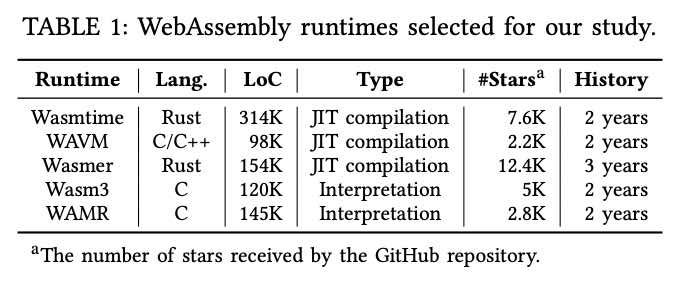 TABLE 1: WebAssembly runtimes selected for our study.
Runtime Lang. LoC Type #Starsa History
Wasmtime Rust 314K JIT compilation 7.6K 2 years
WAVM C/C++ 98K JIT compilation 2.2K 2 years
Wasmer Rust 154K JIT compilation 12.4K 3 years
Wasm3 C 120K Interpretation 5K 2 years
WAMR C 145K Interpretation 2.8K 2 years
aThe number of stars received by the GitHub repository.